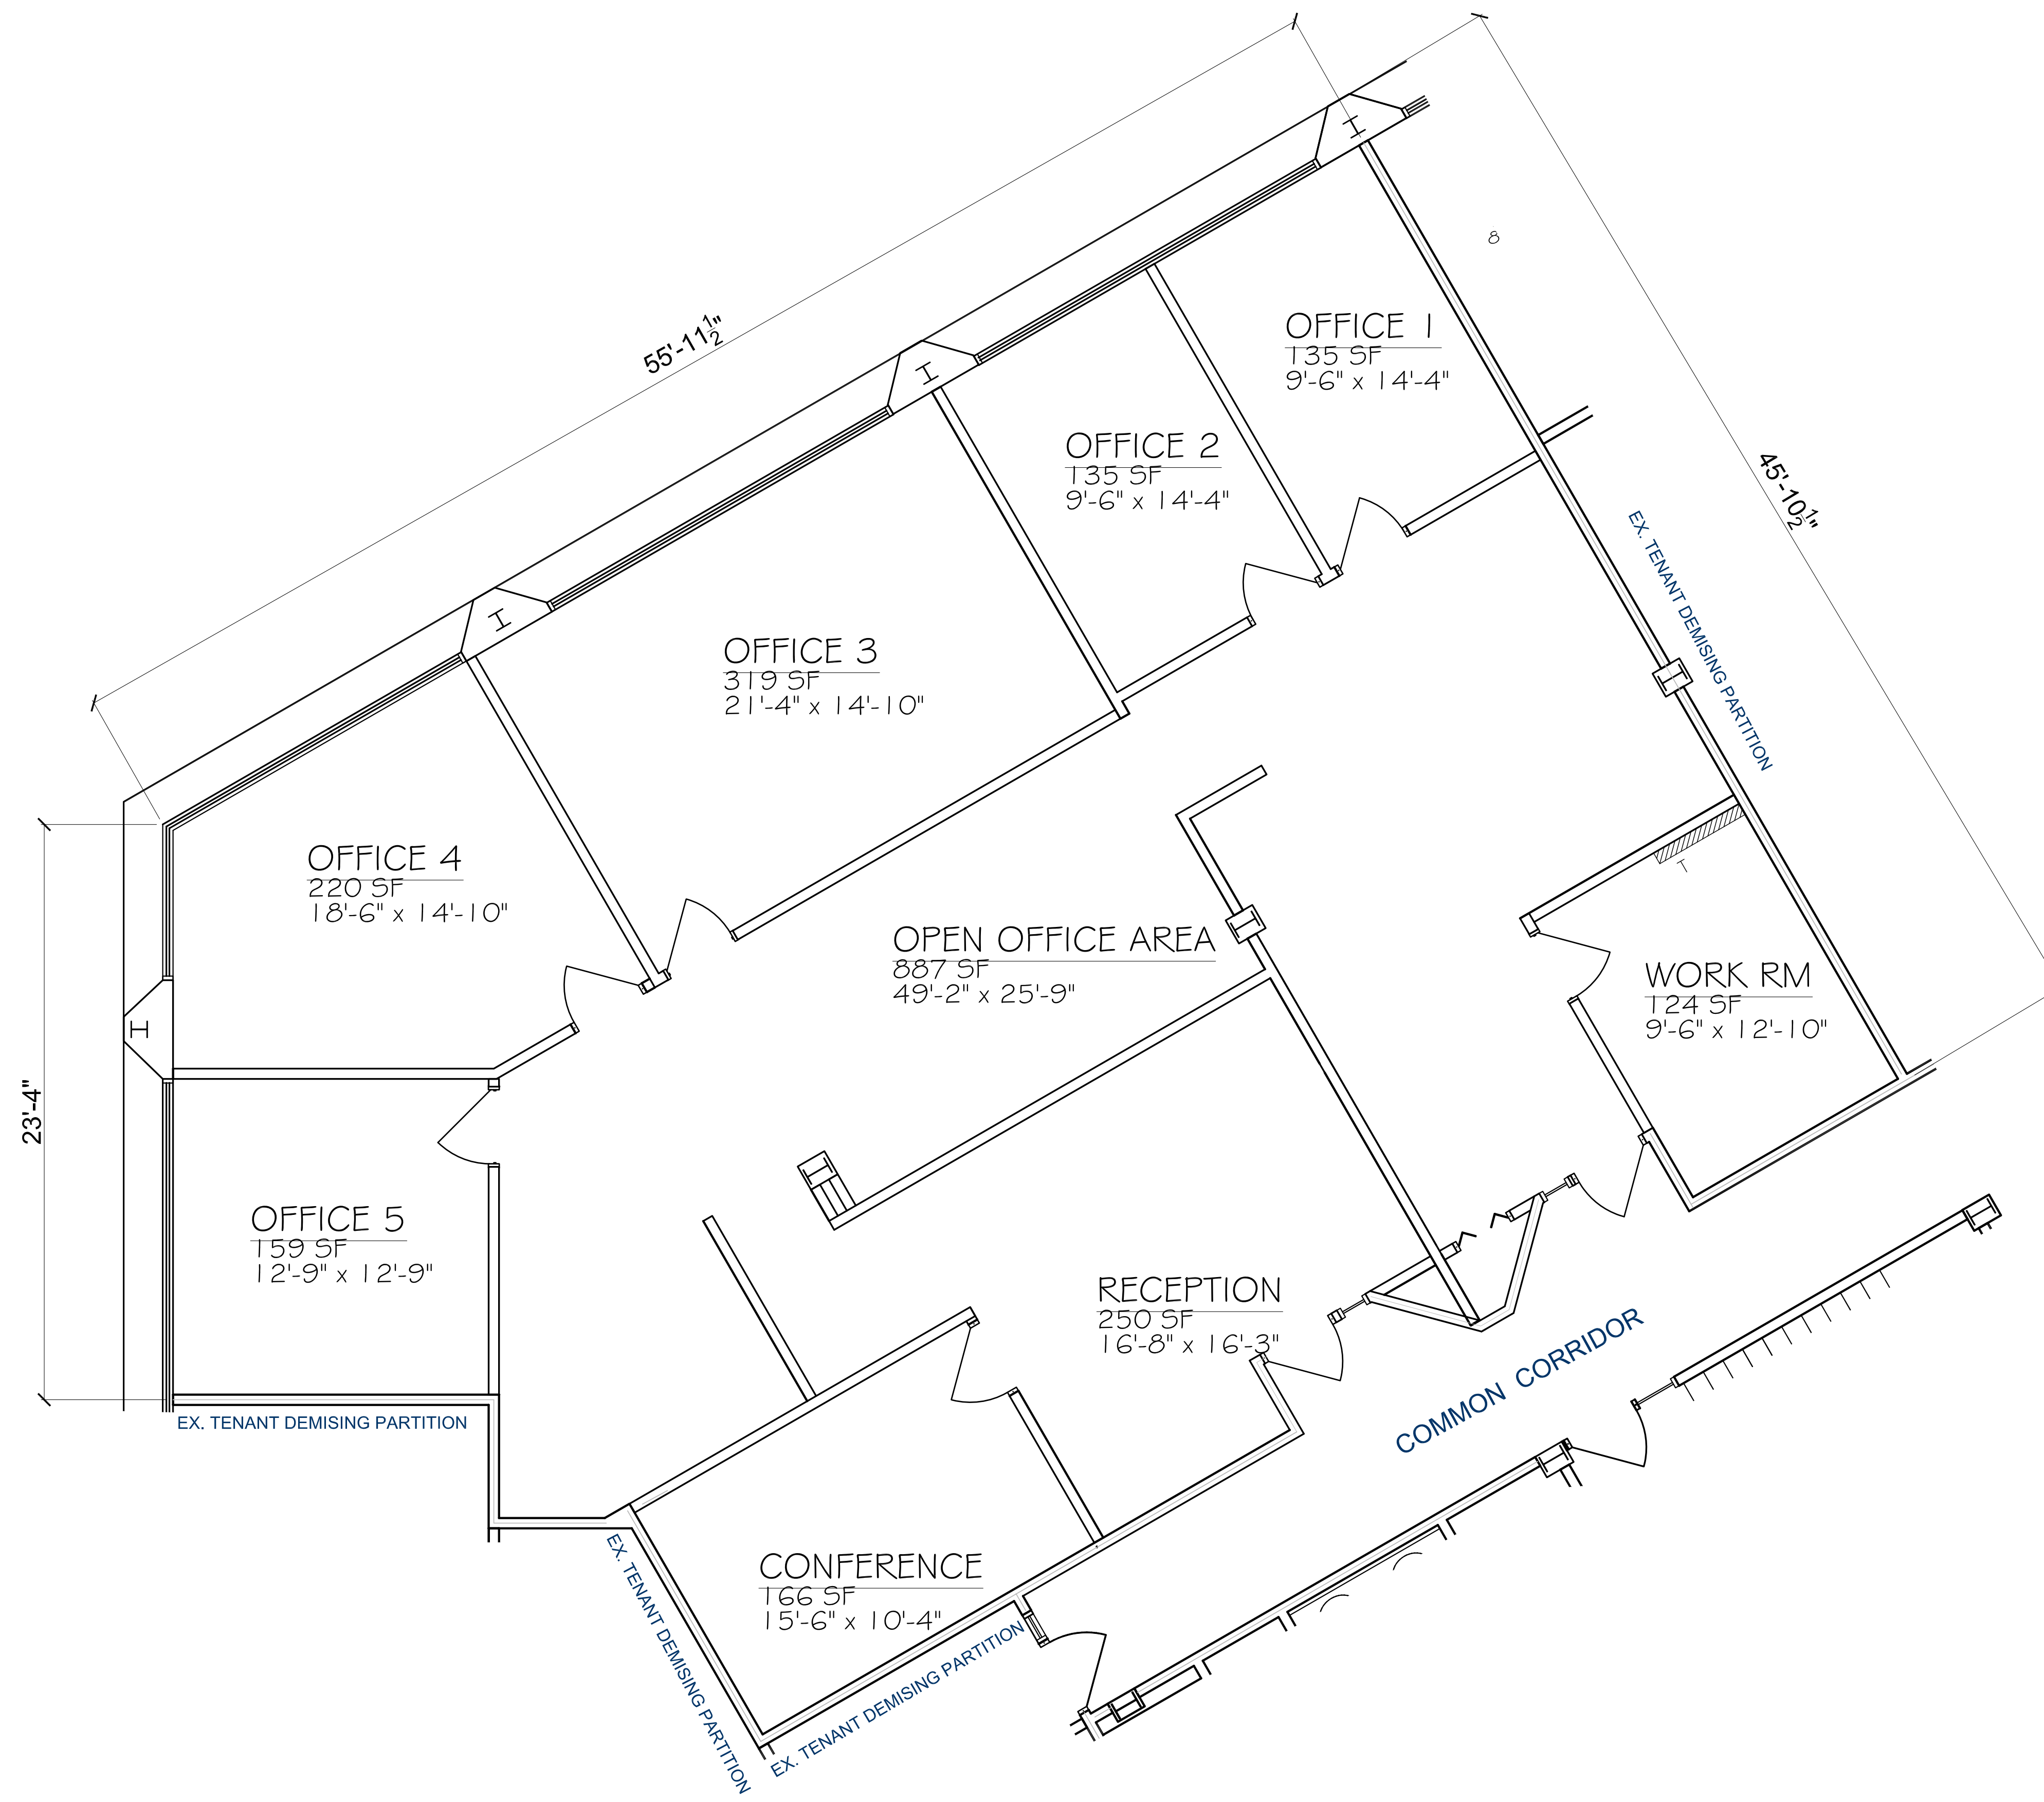 55'-11 1/2"
8
OFFICE 1
135 SF
9'-6" x 14'-4"
OFFICE 2
135 SF
9'-6" x 14'-4"
45'-10 1/2"
EX. TENANT DEMISING PARTITION
OFFICE 3
319 SF
21'-4" x 14'-10"
OFFICE 4
220 SF
18'-6" x 14'-10"
OPEN OFFICE AREA
887 SF
49'-2" x 25'-9"
T
WORK RM
124 SF
9'-6" x 12'-10"
23'-4"
OFFICE 5
159 SF
12'-9" x 12'-9"
RECEPTION
250 SF
16'-8" x 16'-3"
COMMON CORRIDOR
EX. TENANT DEMISING PARTITION
CONFERENCE
166 SF
15'-6" x 10'-4"
EX. TENANT DEMISING PARTITION
EX. TENANT DEMISING PARTITION